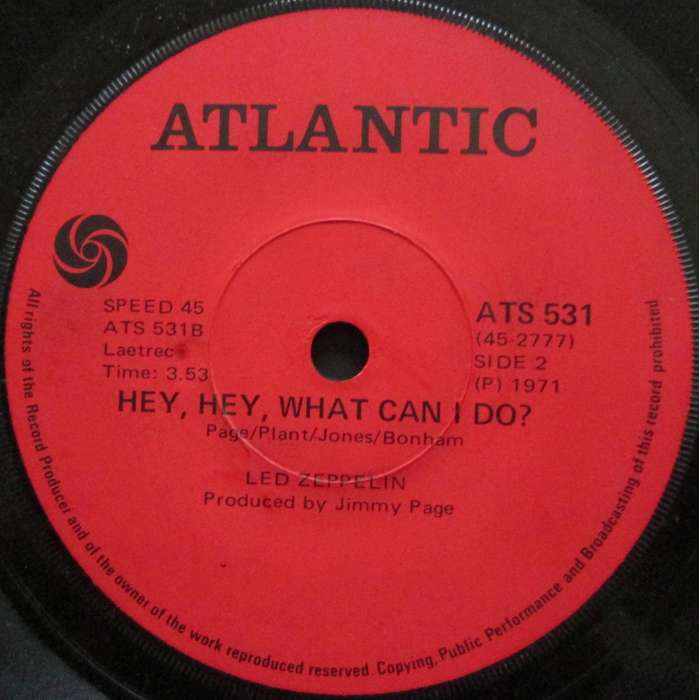 ATLANTIC
SPEED 45
ATS 531B
Laetrec
Time: 3.53
ATS 531
(45-2777)
SIDE 2
(P) 1971
HEY, HEY, WHAT CAN I DO?
Page/Plant/Jones/Bonham
LED ZEPPELIN
Produced by Jimmy Page
All rights of the Record Producer and of the owner of the work reproduced reserved. Copying, Public Performance and Broadcasting of this record prohibited